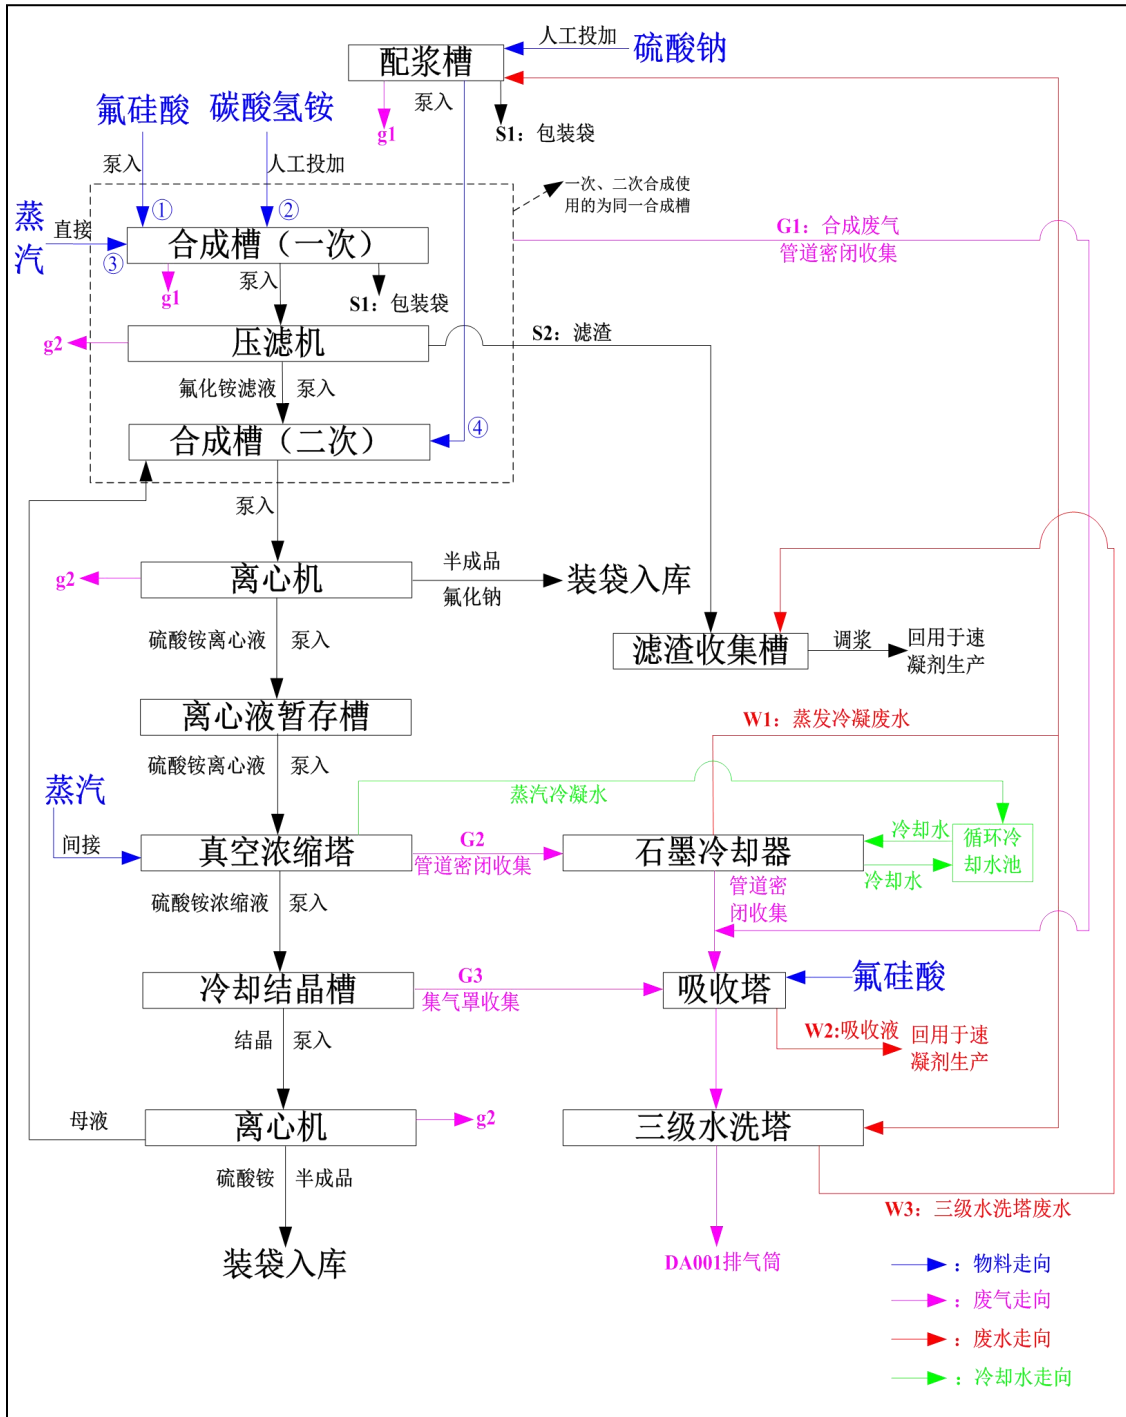 人工投加
硫酸钠
配浆槽
泵入
g1
S1：包装袋
氟硅酸
碳酸氢铵
泵入
人工投加
一次、二次合成使
用的为同一合成槽
①
②
蒸
汽
直接
③
合成槽（一次）
G1：合成废气
管道密闭收集
g1
泵入
S1：包装袋
g2
压滤机
S2：滤渣
氟化铵滤液
泵入
合成槽（二次）
④
泵入
g2
离心机
半成品
氟化钠
装袋入库
硫酸铵离心液
泵入
滤渣收集槽
调浆
回用于速
凝剂生产
离心液暂存槽
W1：蒸发冷凝废水
硫酸铵离心液
泵入
蒸汽
蒸汽冷凝水
间接
真空浓缩塔
G2
管道密闭收集
石墨冷却器
冷却水
冷却水
循环冷
却水池
硫酸铵浓缩液
泵入
管道密
闭收集
冷却结晶槽
G3
集气罩收集
吸收塔
氟硅酸
结晶
泵入
W2:吸收液
回用于速
凝剂生产
母液
离心机
g2
三级水洗塔
硫酸铵
半成品
W3：三级水洗塔废水
装袋入库
DA001排气筒
：物料走向
：废气走向
：废水走向
：冷却水走向